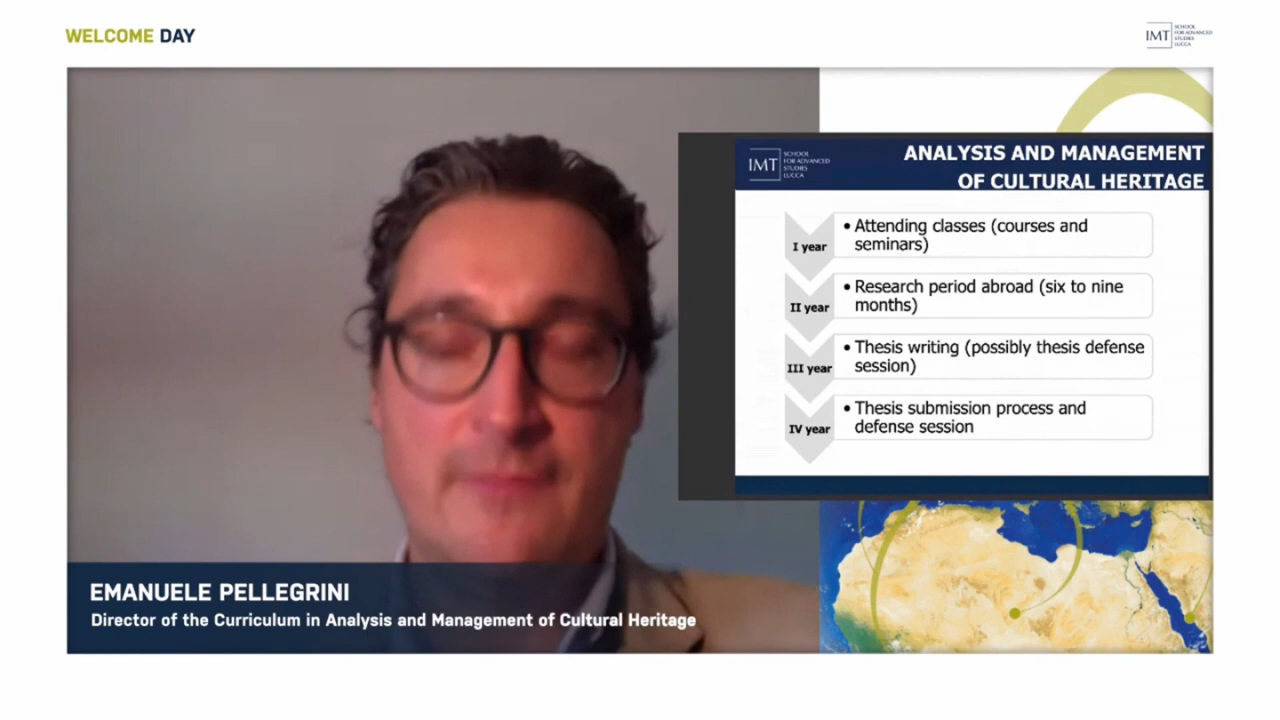 WELCOME DAY
IMT
SCHOOL
FOR ADVANCED
STUDIES
LUCCA
IMT
SCHOOL
FOR ADVANCED
STUDIES
LUCCA
ANALYSIS AND MANAGEMENT
OF CULTURAL HERITAGE
I year
• Attending classes (courses and
seminars)
II year
• Research period abroad (six to nine
months)
III year
• Thesis writing (possibly thesis defense
session)
IV year
• Thesis submission process and
defense session
EMANUELE PELLEGRINI
Director of the Curriculum in Analysis and Management of Cultural Heritage